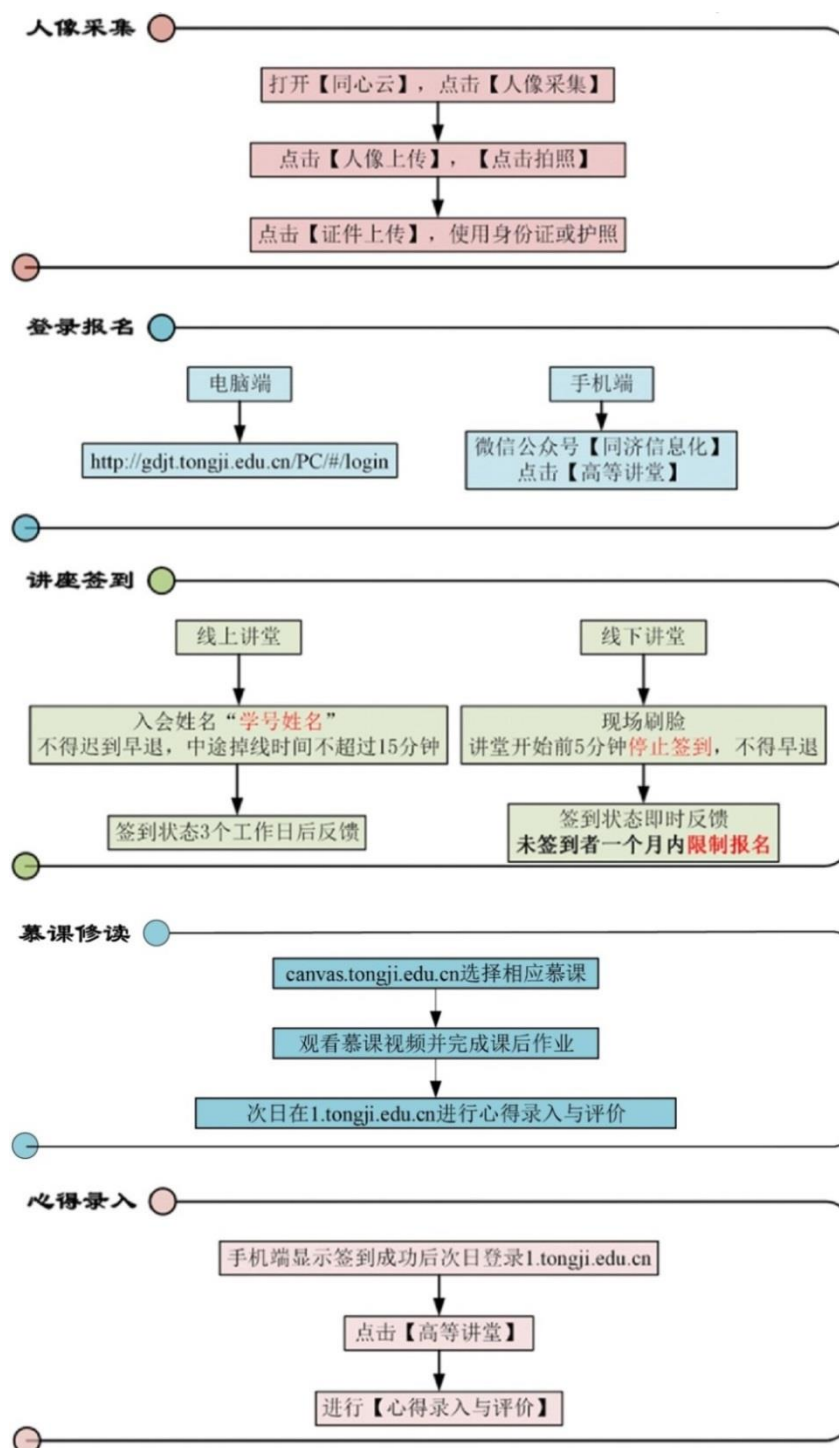 人像采集
打开【同心云】，点击【人像采集】
点击【人像上传】，【点击拍照】
点击【证件上传】，使用身份证或护照
登录报名
电脑端
http://gdjt.tongji.edu.cn/PC/#/login
手机端
微信公众号【同济信息化】
点击【高等讲堂】
讲座签到
线上讲堂
入会姓名“学号姓名”
不得迟到早退，中途掉线时间不超过15分钟
签到状态3个工作日后反馈
线下讲堂
现场刷脸
讲堂开始前5分钟停止签到，不得早退
签到状态即时反馈
未签到者一个月内限制报名
慕课修读
canvas.tongji.edu.cn选择相应慕课
观看慕课视频并完成课后作业
次日在1.tongji.edu.cn进行心得录入与评价
心得录入
手机端显示签到成功后次日登录1.tongji.edu.cn
点击【高等讲堂】
进行【心得录入与评价】